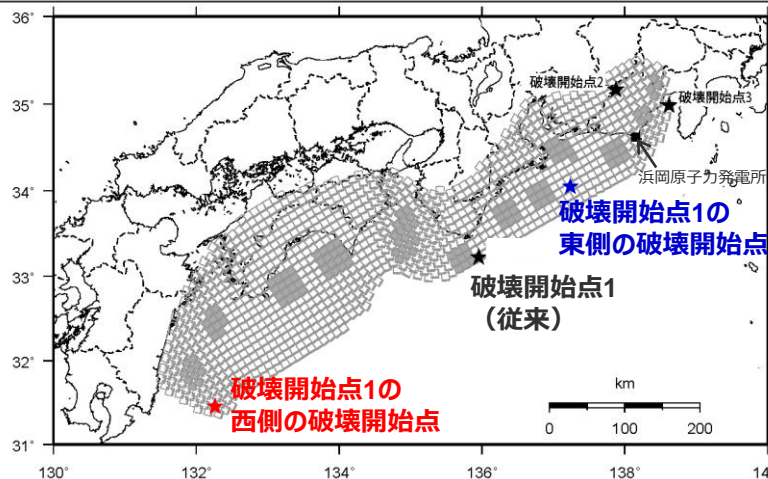 36°
35°
34°
33°
32°
31°
130°
132°
134°
136°
138°
14
破壊開始点2
破壊開始点3
浜岡原子力発電所
破壊開始点1の
東側の破壊開始点
破壊開始点1
（従来）
破壊開始点1の
西側の破壊開始点
km
0
100
200